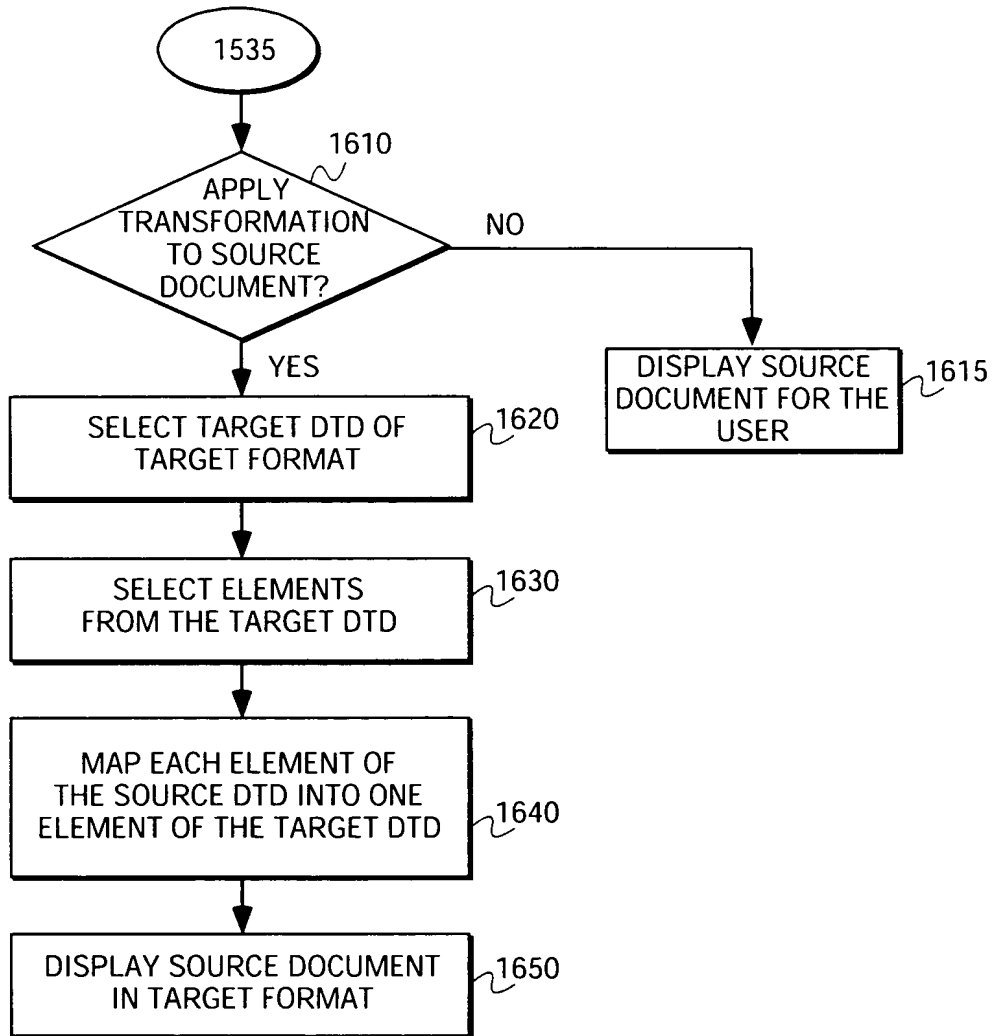 1535
1610
APPLY
TRANSFORMATION
TO SOURCE
DOCUMENT?
NO
YES
DISPLAY SOURCE
DOCUMENT FOR THE
USER
1615
SELECT TARGET DTD OF
TARGET FORMAT
1620
SELECT ELEMENTS
FROM THE TARGET DTD
1630
MAP EACH ELEMENT OF
THE SOURCE DTD INTO ONE
ELEMENT OF THE TARGET DTD
1640
DISPLAY SOURCE DOCUMENT
IN TARGET FORMAT
1650